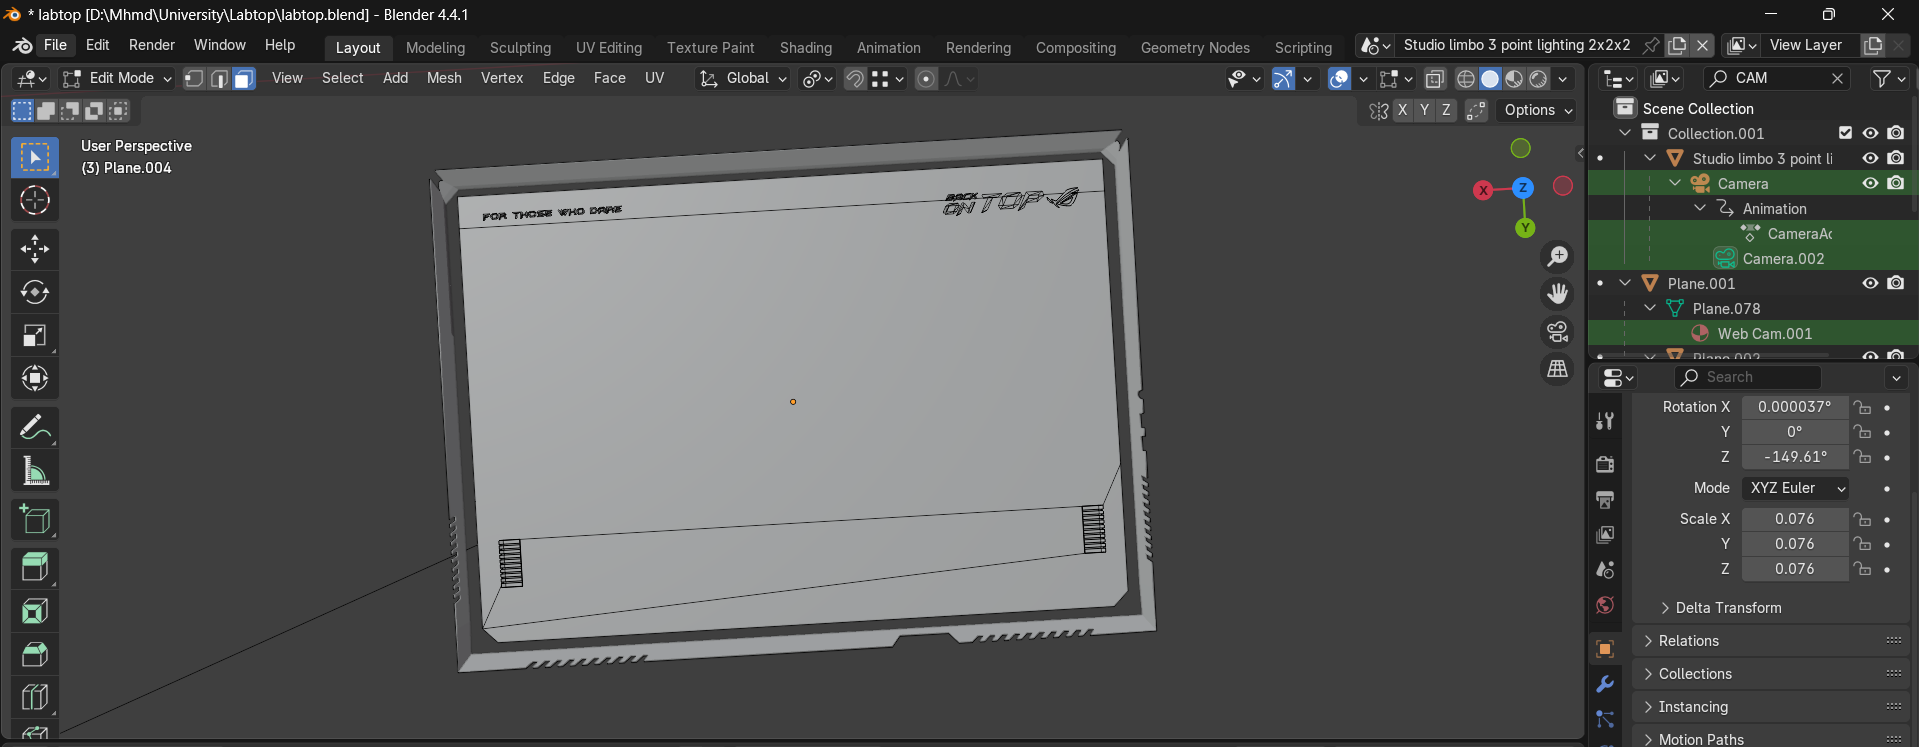 * labtop [D:\Mhmd\University\Labtop\labtop.blend] - Blender 4.4.1
File Edit Render Window Help Layout Modeling Sculpting UV Editing Texture Paint Shading Animation Rendering Compositing Geometry Nodes Scripting Studio limbo 3 point lighting 2x2x2 View Layer
Edit Mode View Select Add Mesh Vertex Edge Face UV Global CAM
X Y Z Options
Scene Collection
Collection.001
Studio limbo 3 point li
Camera
Animation
CameraAc
Camera.002
Plane.001
Plane.078
Web Cam.001
Plane.002
User Perspective
(3) Plane.004
FOR THOSE WHO DARE
BACK
ON TOP
X Z
Y
Search
Rotation X 0.000037°
Y 0°
Z -149.61°
Mode XYZ Euler
Scale X 0.076
Y 0.076
Z 0.076
Delta Transform
Relations
Collections
Instancing
Motion Paths